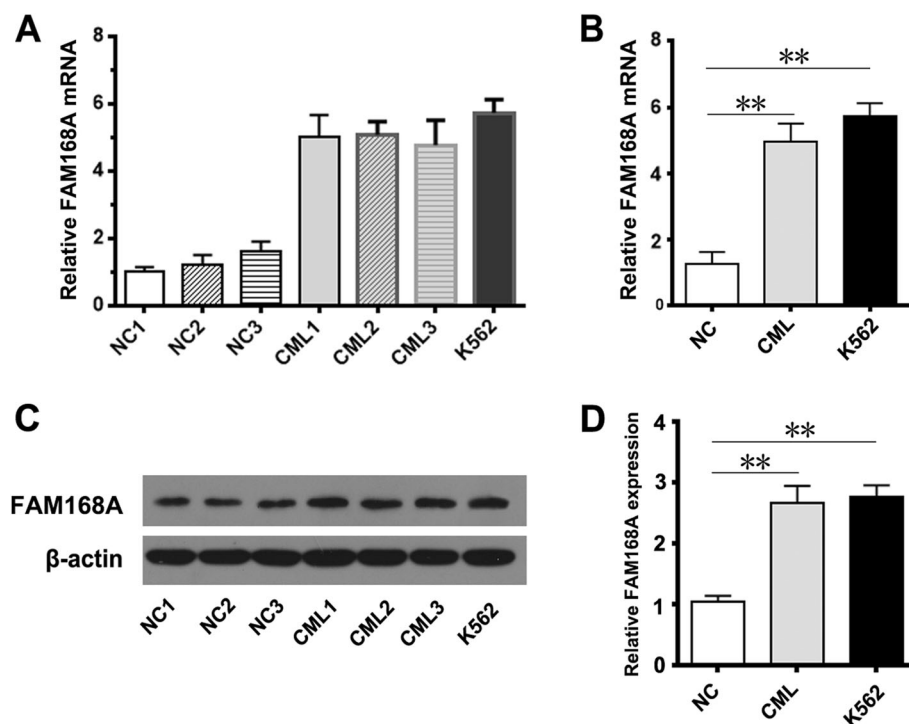 A
Relative FAM168A mRNA
8
6
4
2
0
NC1
NC2
NC3
CML1
CML2
CML3
K562
B
Relative FAM168A mRNA
8
6
4
2
0
**
**
NC
CML
K562
C
FAM168A
β-actin
NC1
NC2
NC3
CML1
CML2
CML3
K562
D
Relative FAM168A expression
4
3
2
1
0
**
**
NC
CML
K562